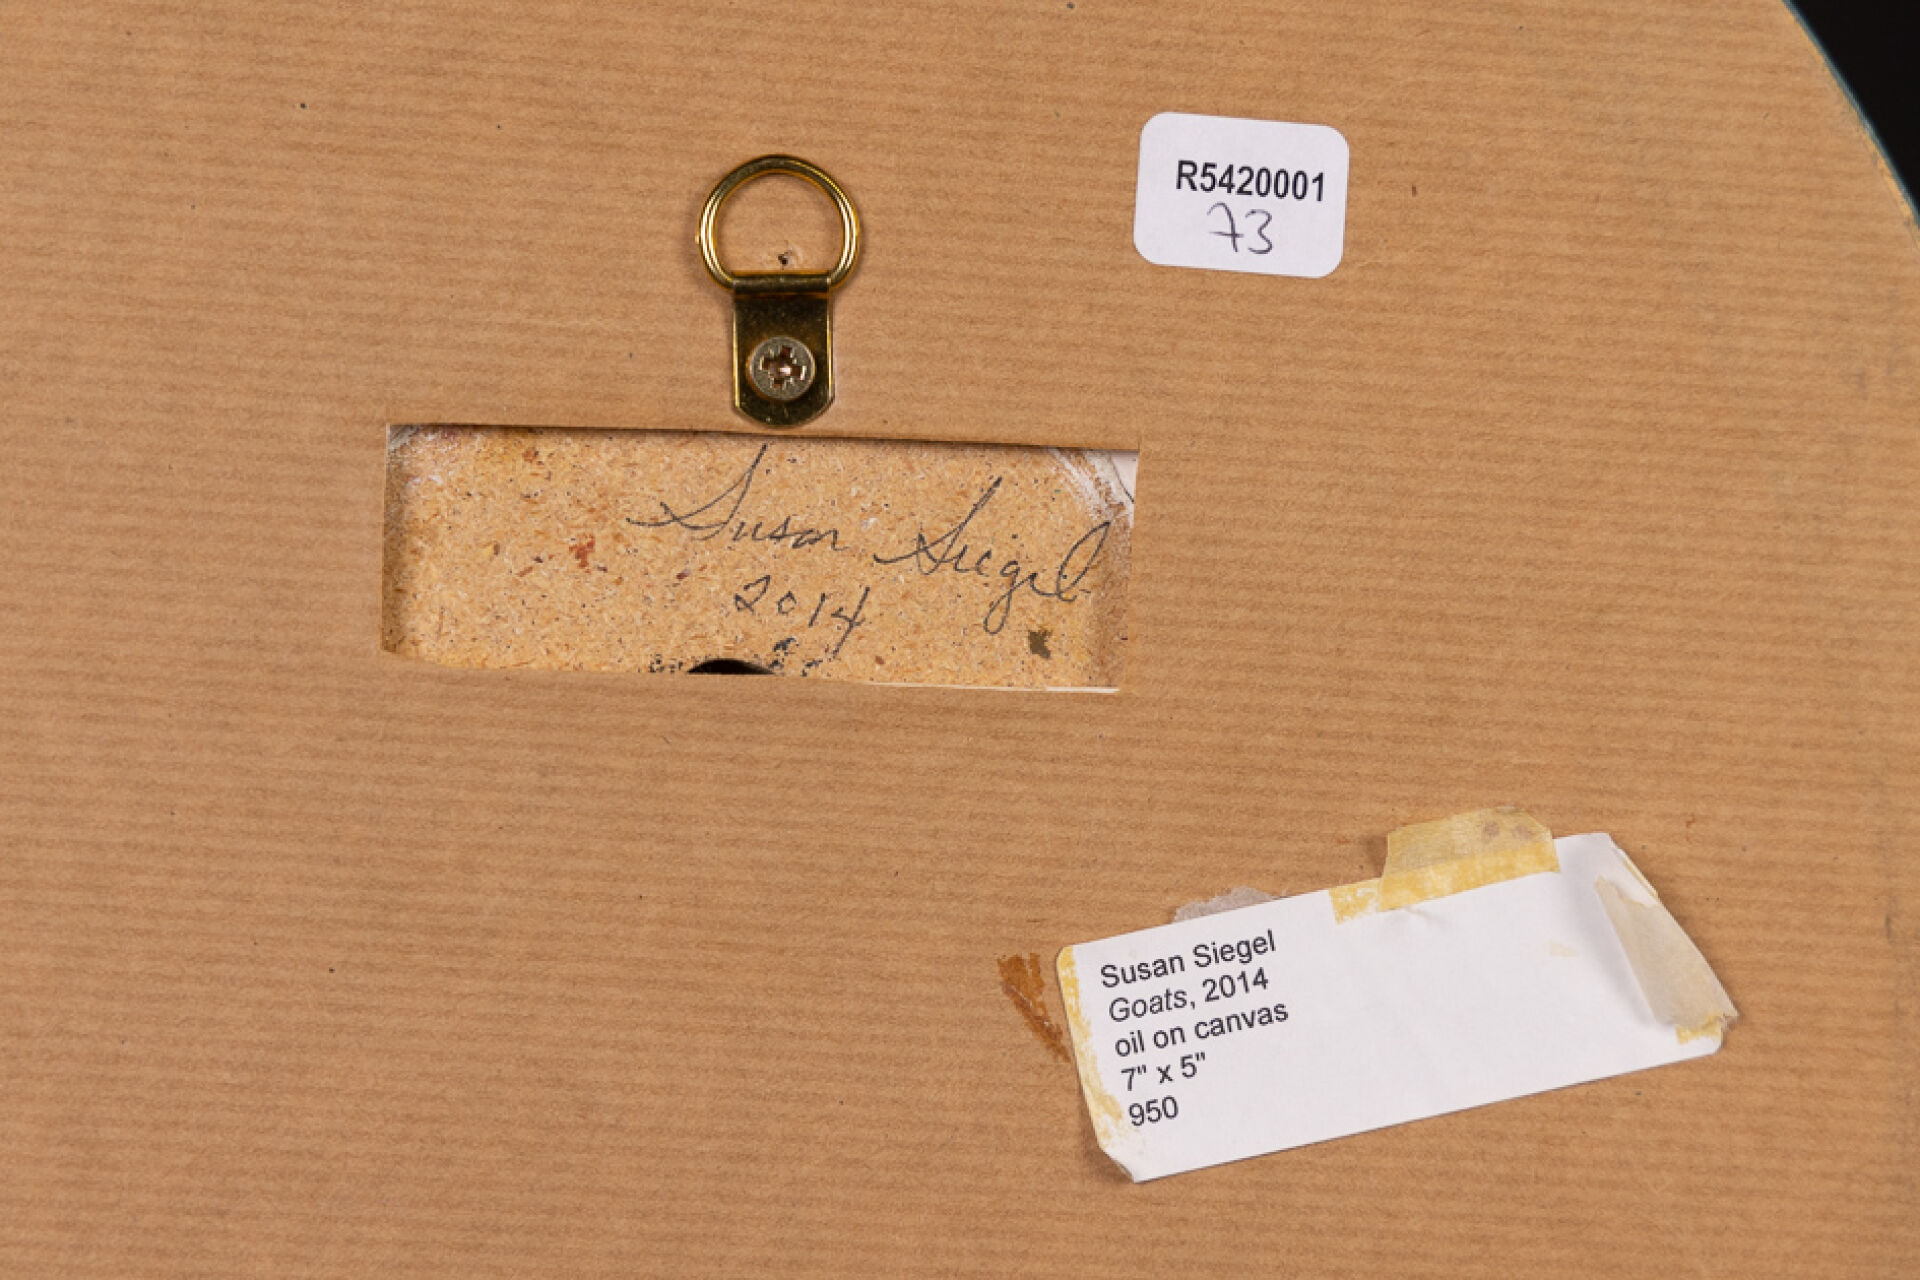 R5420001
73
Susan Siegel
2014
Susan Siegel
Goats, 2014
oil on canvas
7" x 5"
950